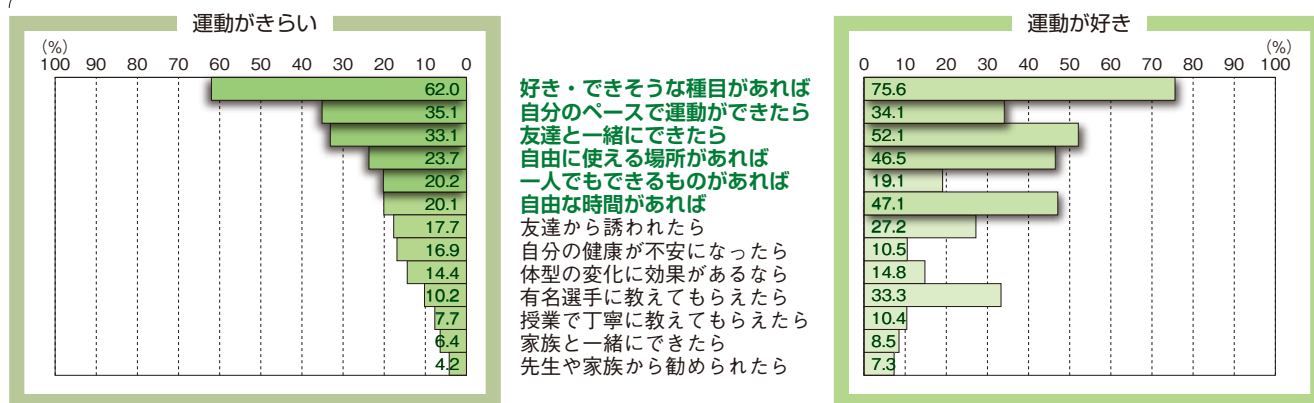 運動がきらい
(%)
100 90 80 70 60 50 40 30 20 10 0
62.0
35.1
33.1
23.7
20.2
20.1
17.7
16.9
14.4
10.2
7.7
6.4
4.2
好き・できそうな種目があれば
自分のペースで運動ができたら
友達と一緒にできたら
自由に使える場所があれば
一人でもできるものがあれば
自由な時間があれば
友達から誘われたら
自分の健康が不安になったら
体型の変化に効果があるなら
有名選手に教えてもらえたら
授業で丁寧に教えてもらえたら
家族と一緒にできたら
先生や家族から勧められたら
運動が好き
(%)
0 10 20 30 40 50 60 70 80 90 100
75.6
34.1
52.1
46.5
19.1
47.1
27.2
10.5
14.8
33.3
10.4
8.5
7.3